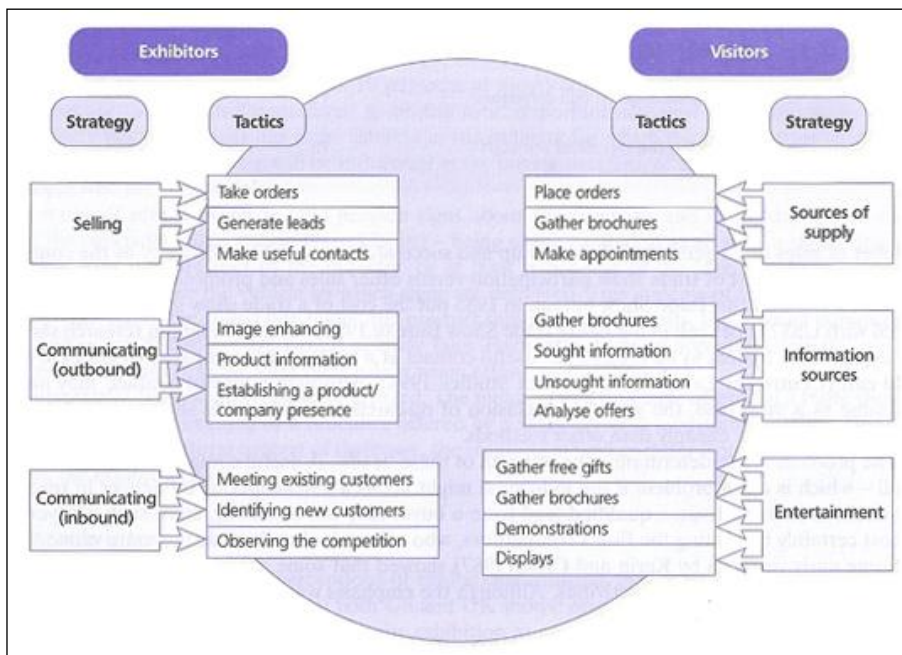 Exhibitors
Visitors
Strategy
Tactics
Tactics
Strategy
Selling
Take orders
Generate leads
Make useful contacts
Place orders
Gather brochures
Make appointments
Sources of
supply
Communicating
(outbound)
Image enhancing
Product information
Establishing a product/
company presence
Gather brochures
Sought information
Unsought information
Analyse offers
Information
sources
Communicating
(inbound)
Meeting existing customers
Identifying new customers
Observing the competition
Gather free gifts
Gather brochures
Demonstrations
Displays
Entertainment